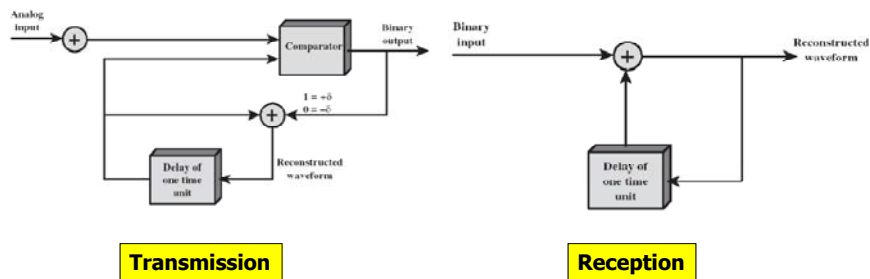 Analog
input
Comparator
Binary
output
1 = +δ
0 = −δ
Delay of
one time
unit
Reconstructed
waveform
Transmission
Binary
input
Reconstructed
waveform
Delay of
one time
unit
Reception